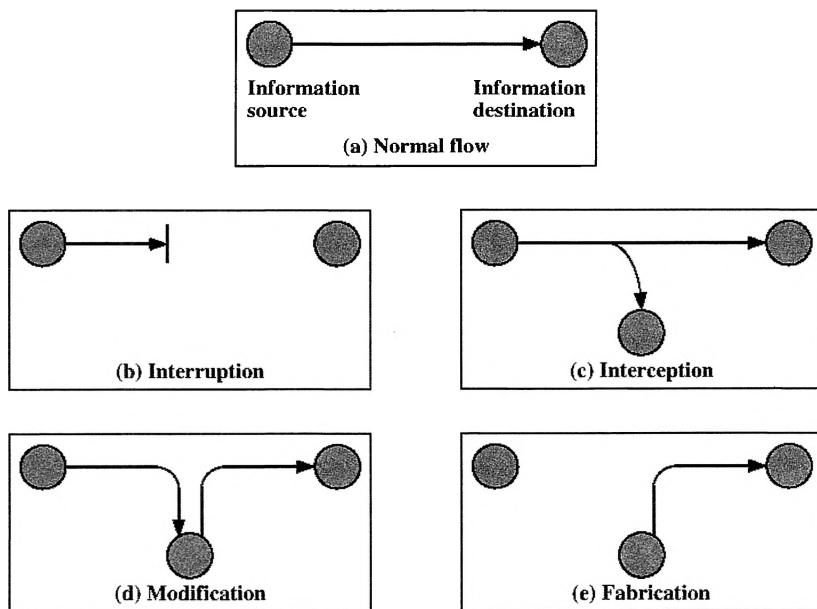 Information
source
Information
destination
(a) Normal flow
(b) Interruption
(c) Interception
(d) Modification
(e) Fabrication